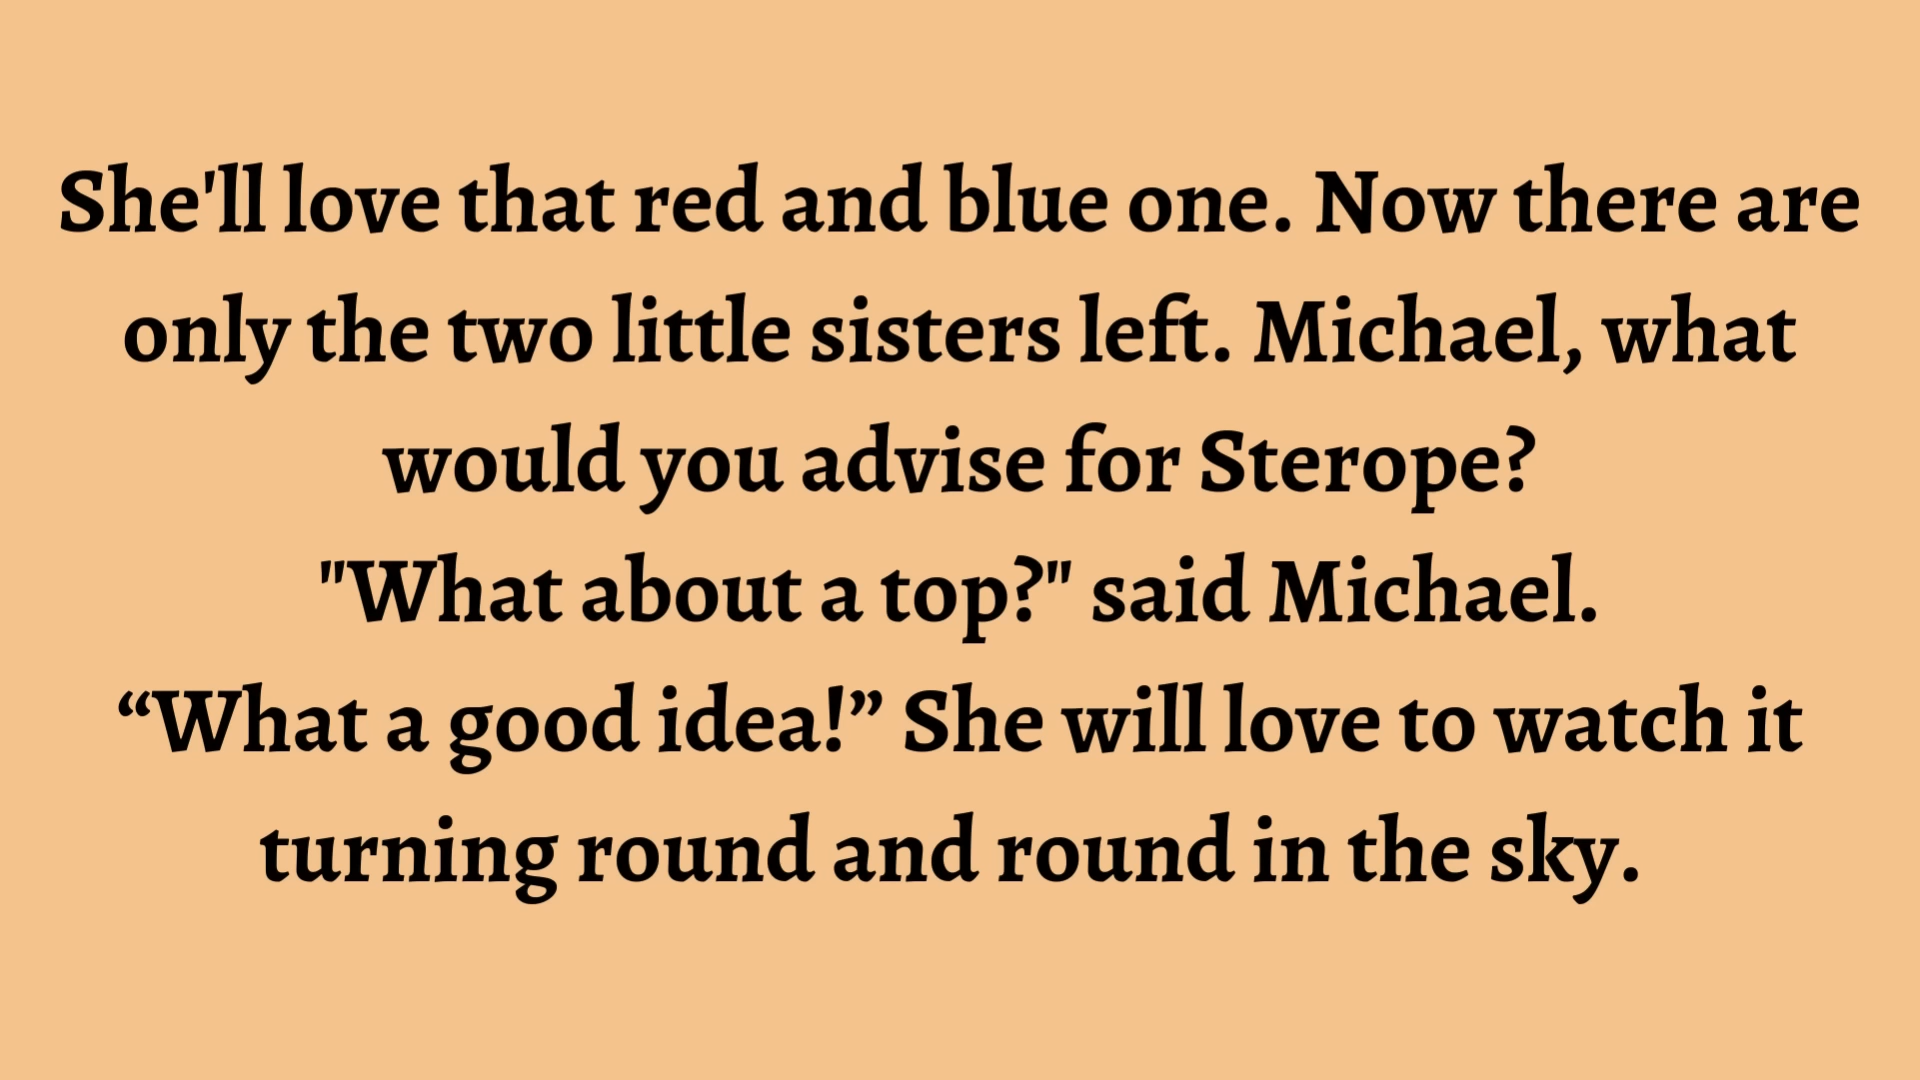 She'll love that red and blue one. Now there are
only the two little sisters left. Michael, what
would you advise for Sterope?
"What about a top?" said Michael.
“What a good idea!” She will love to watch it
turning round and round in the sky.